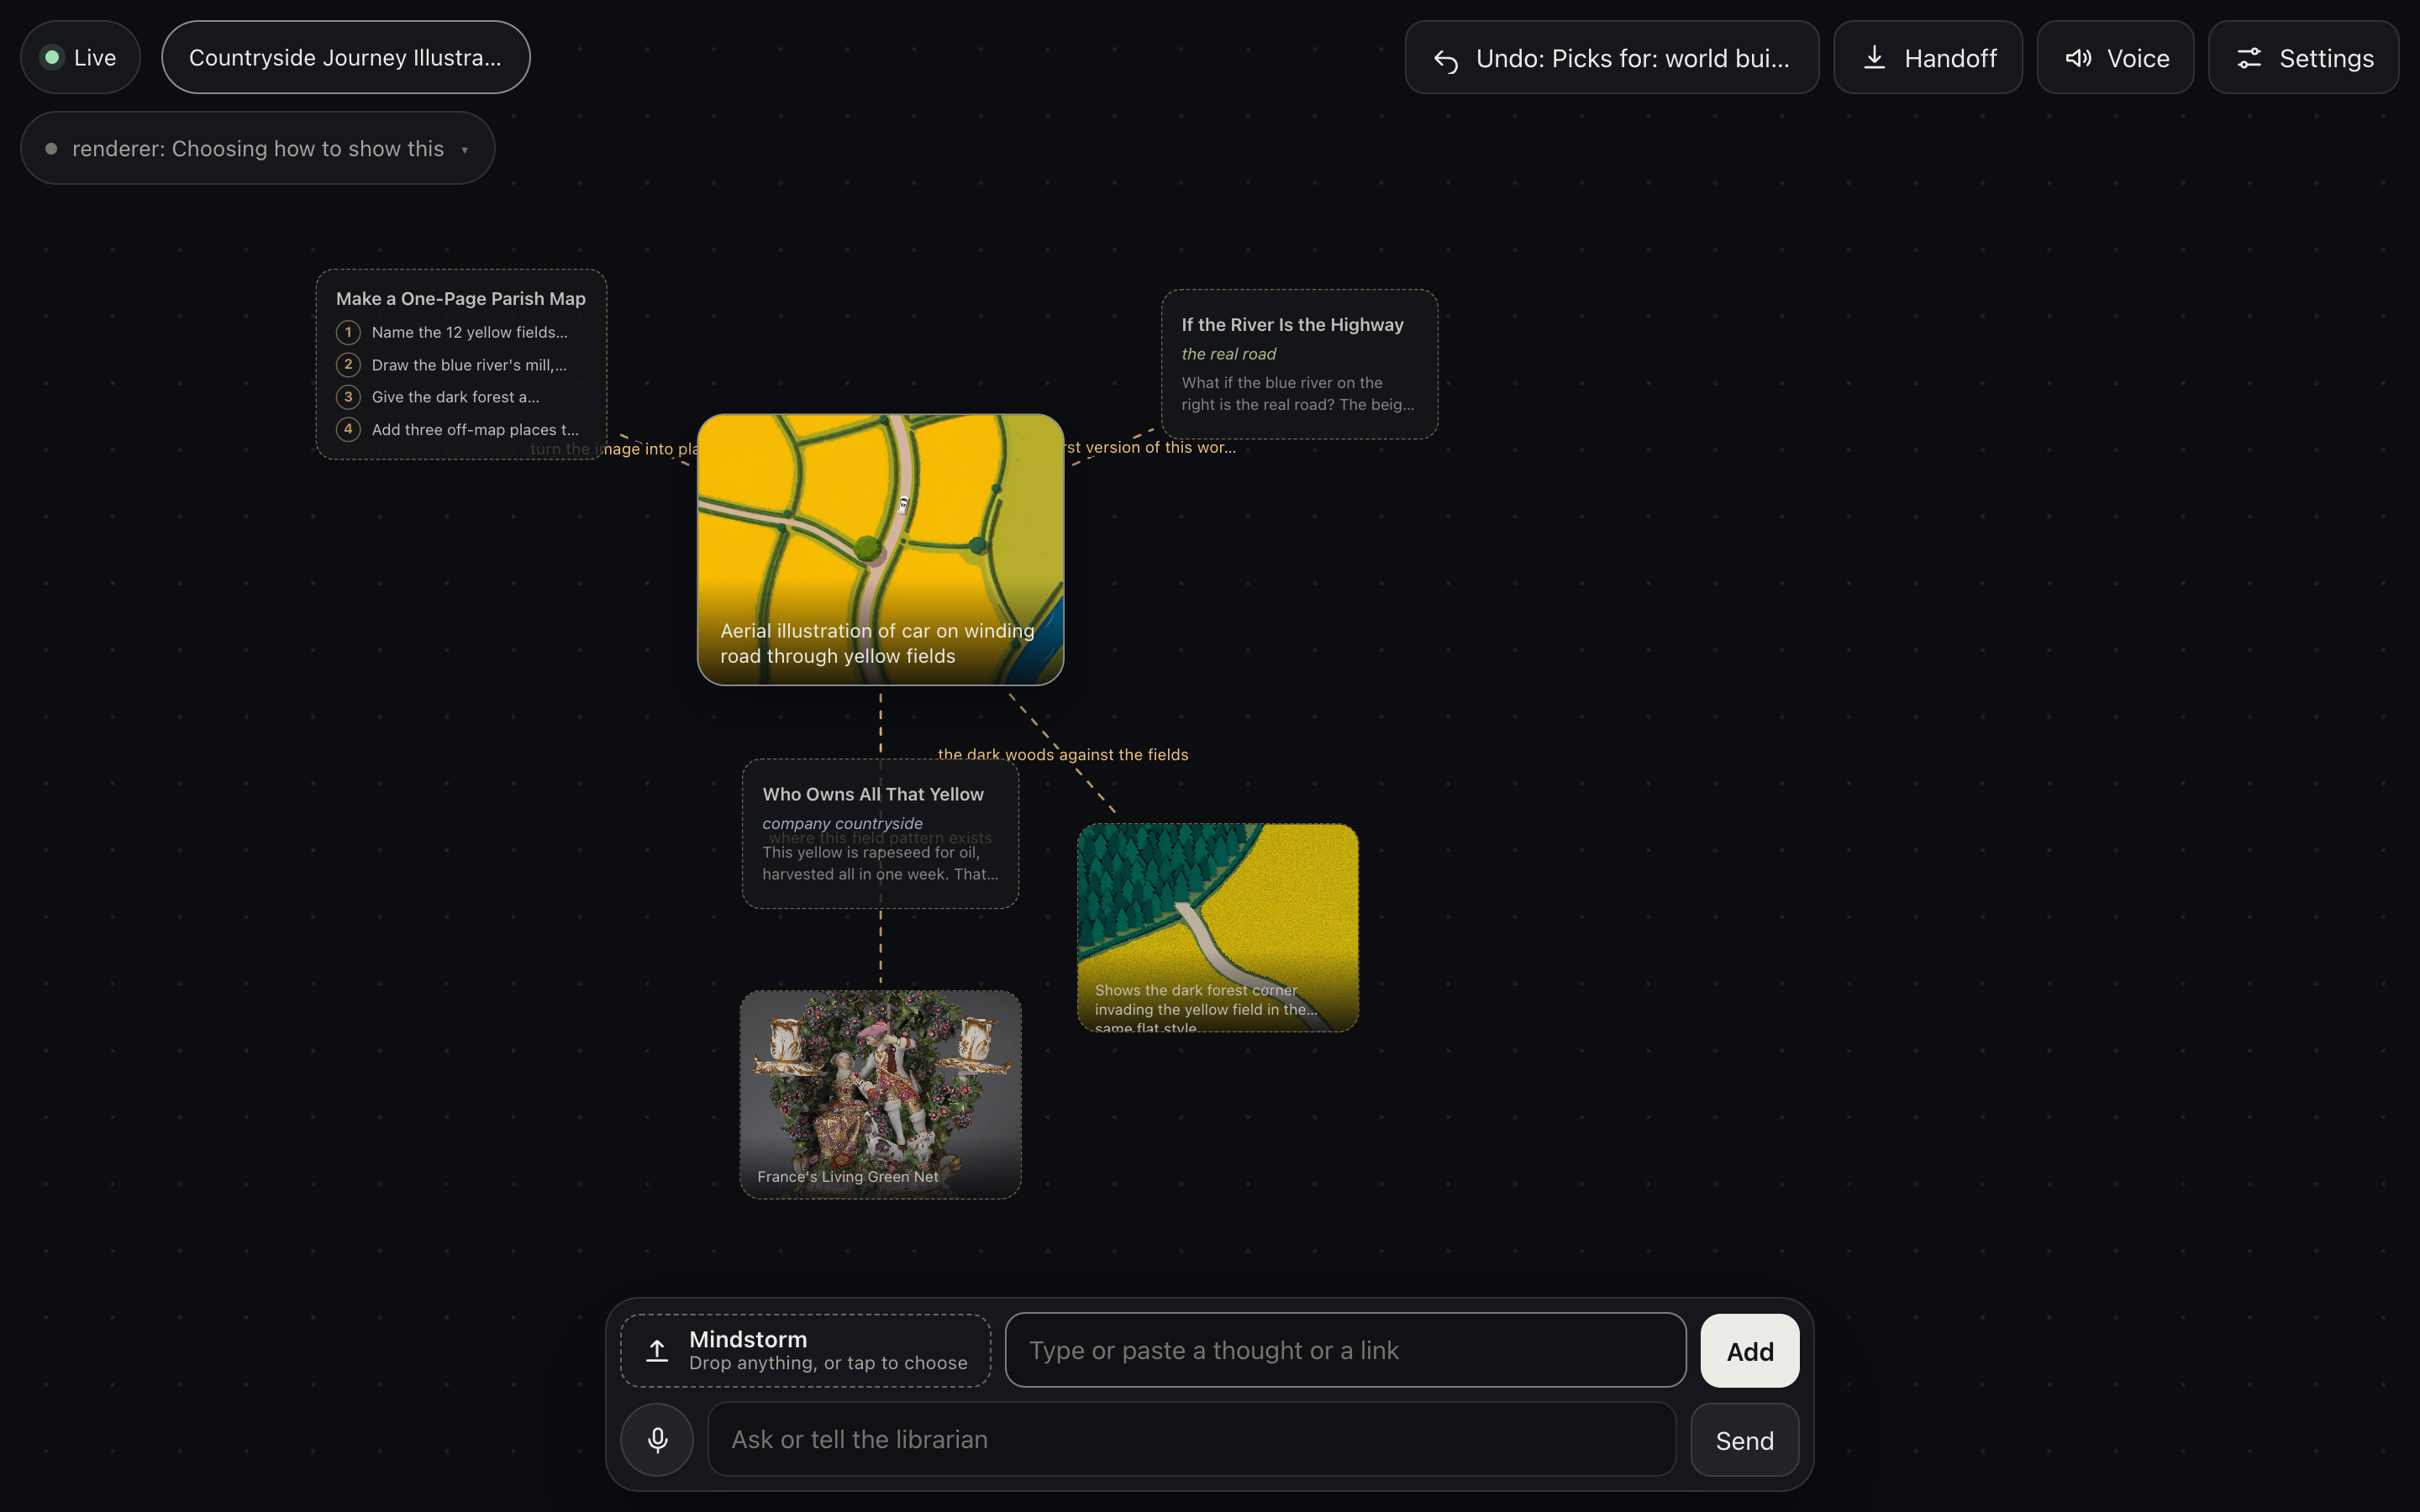 Live
Countryside Journey Illustra...
Undo: Picks for: world bui...
Handoff
Voice
Settings
renderer: Choosing how to show this
Make a One-Page Parish Map
1 Name the 12 yellow fields...
2 Draw the blue river's mill,...
3 Give the dark forest a...
4 Add three off-map places t...
turn the image into pla
If the River Is the Highway
the real road
What if the blue river on the
right is the real road? The beig...
rst version of this wor...
Aerial illustration of car on winding
road through yellow fields
the dark woods against the fields
Who Owns All That Yellow
company countryside
where this field pattern exists
This yellow is rapeseed for oil,
harvested all in one week. That...
Shows the dark forest corner
invading the yellow field in the...
same flat style
France's Living Green Net
Mindstorm
Drop anything, or tap to choose
Type or paste a thought or a link
Add
Ask or tell the librarian
Send